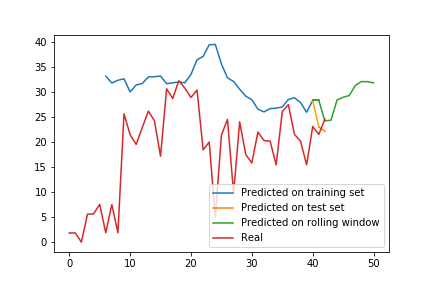 40
35
30
25
20
15
10
5
0
0 10 20 30 40 50
Predicted on training set
Predicted on test set
Predicted on rolling window
Real